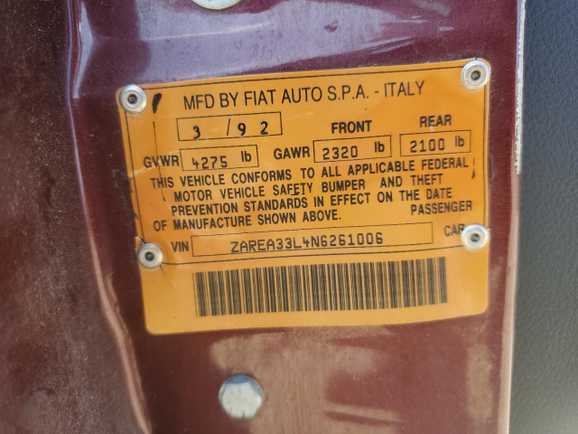 MFD BY FIAT AUTO S.P.A. - ITALY
3 / 92 FRONT REAR
GVWR 4275 lb GAWR 2320 lb 2100 lb
THIS VEHICLE CONFORMS TO ALL APPLICABLE FEDERAL
MOTOR VEHICLE SAFETY BUMPER AND THEFT
PREVENTION STANDARDS IN EFFECT ON THE DATE
OF MANUFACTURE SHOWN ABOVE. PASSENGER
VIN ZAREA33L4N6261006 CAR